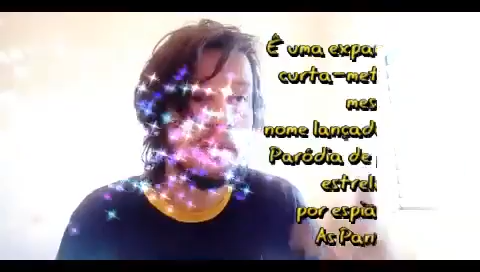 É uma expa
curta-met
mes
nome lançad
Paródia de
estrel
por espia
As Pan